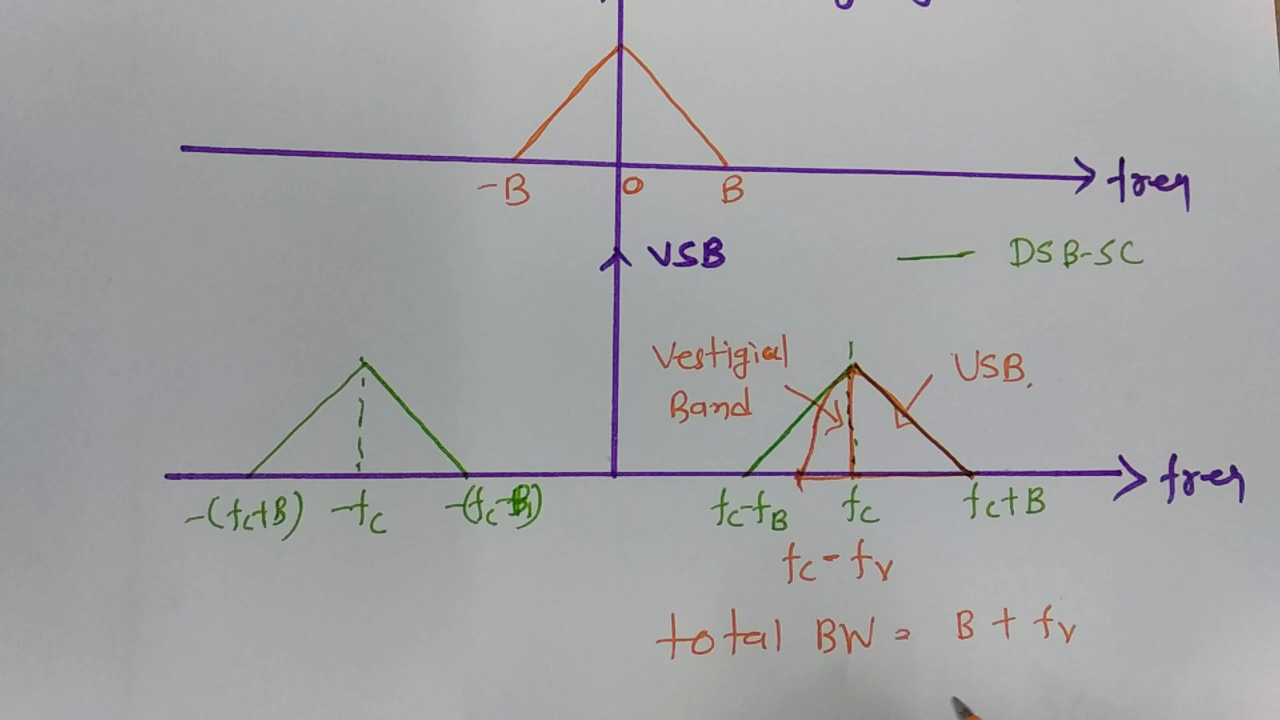 -B 0 B freq
VSB
DSB-SC
Vestigial
Band
USB.
-(fc+B) -fc -(fc-B) fc-fB fc fc+B freq
fc-fv
total BW = B + fv